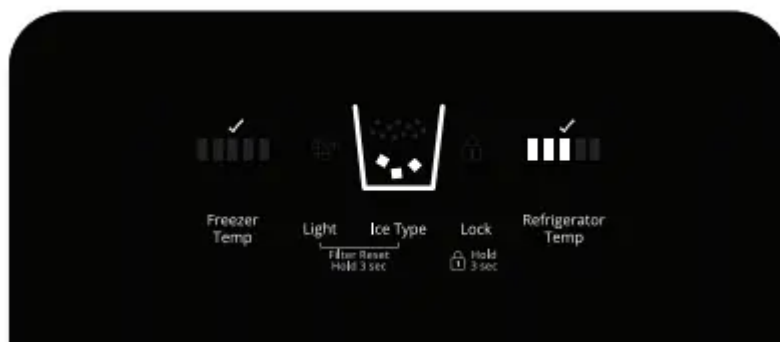 Freezer
Temp
Light
Ice Type
Lock
Refrigerator
Temp
Filter Reset
Hold 3 sec
Hold
3 sec